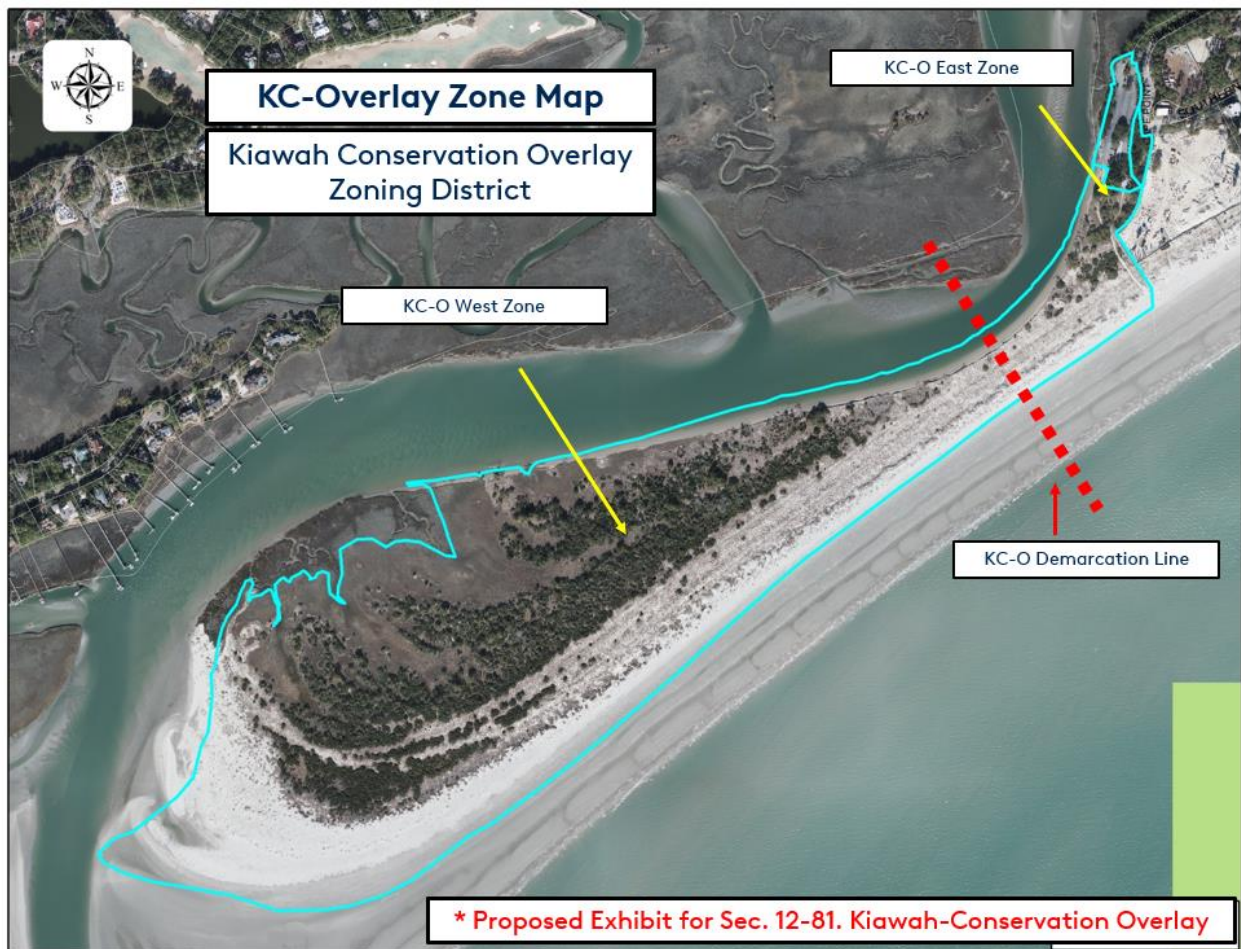 N
W E
S
KC-Overlay Zone Map
Kiawah Conservation Overlay
Zoning District
KC-O East Zone
KC-O West Zone
KC-O Demarcation Line
* Proposed Exhibit for Sec. 12-81. Kiawah-Conservation Overlay